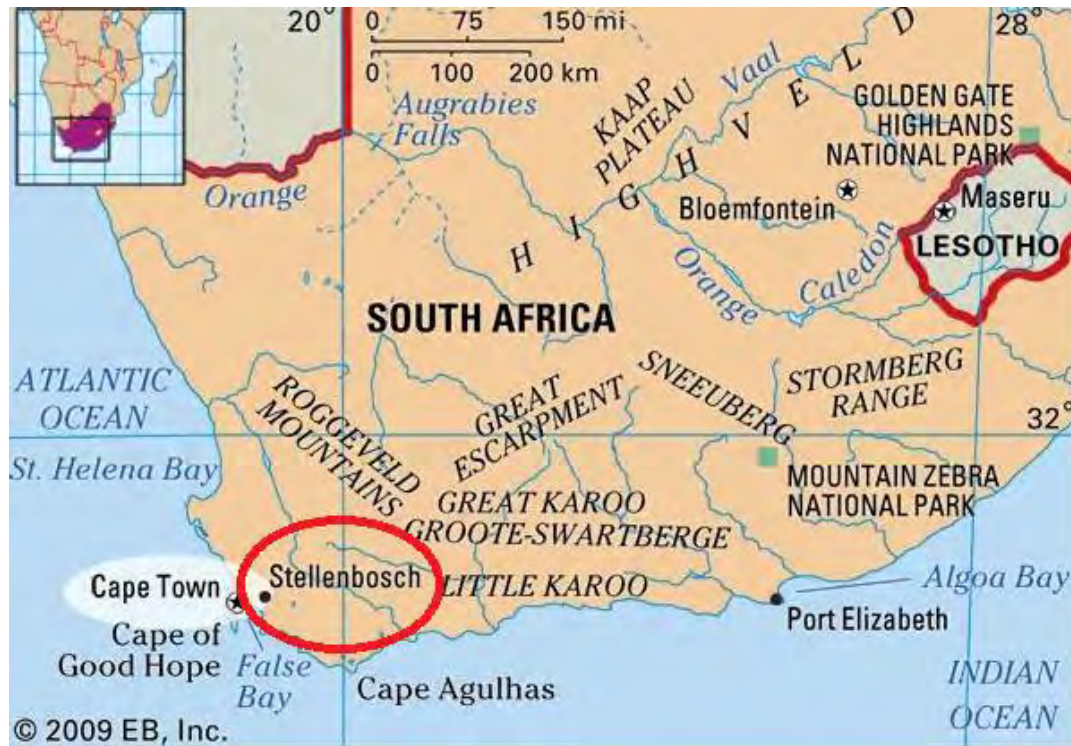 20°
0 75 150 mi
0 100 200 km
28°
Augrabies
Falls
KAAP
PLATEAU
Vaal
HIGHVELD
GOLDEN GATE
HIGHLANDS
NATIONAL PARK
Orange
Bloemfontein
Maseru
LESOTHO
Orange
Caledon
SOUTH AFRICA
ATLANTIC
OCEAN
ROGGEVELD
MOUNTAINS
GREAT
ESCARPMENT
SNEEUBERG
STORMBERG
RANGE
32°
St. Helena Bay
MOUNTAIN ZEBRA
NATIONAL PARK
GREAT KAROO
GROOTE-SWARTBERGE
Cape Town
Stellenbosch
LITTLE KAROO
Algoa Bay
Port Elizabeth
Cape of
Good Hope
False
Bay
Cape Agulhas
INDIAN
OCEAN
© 2009 EB, Inc.